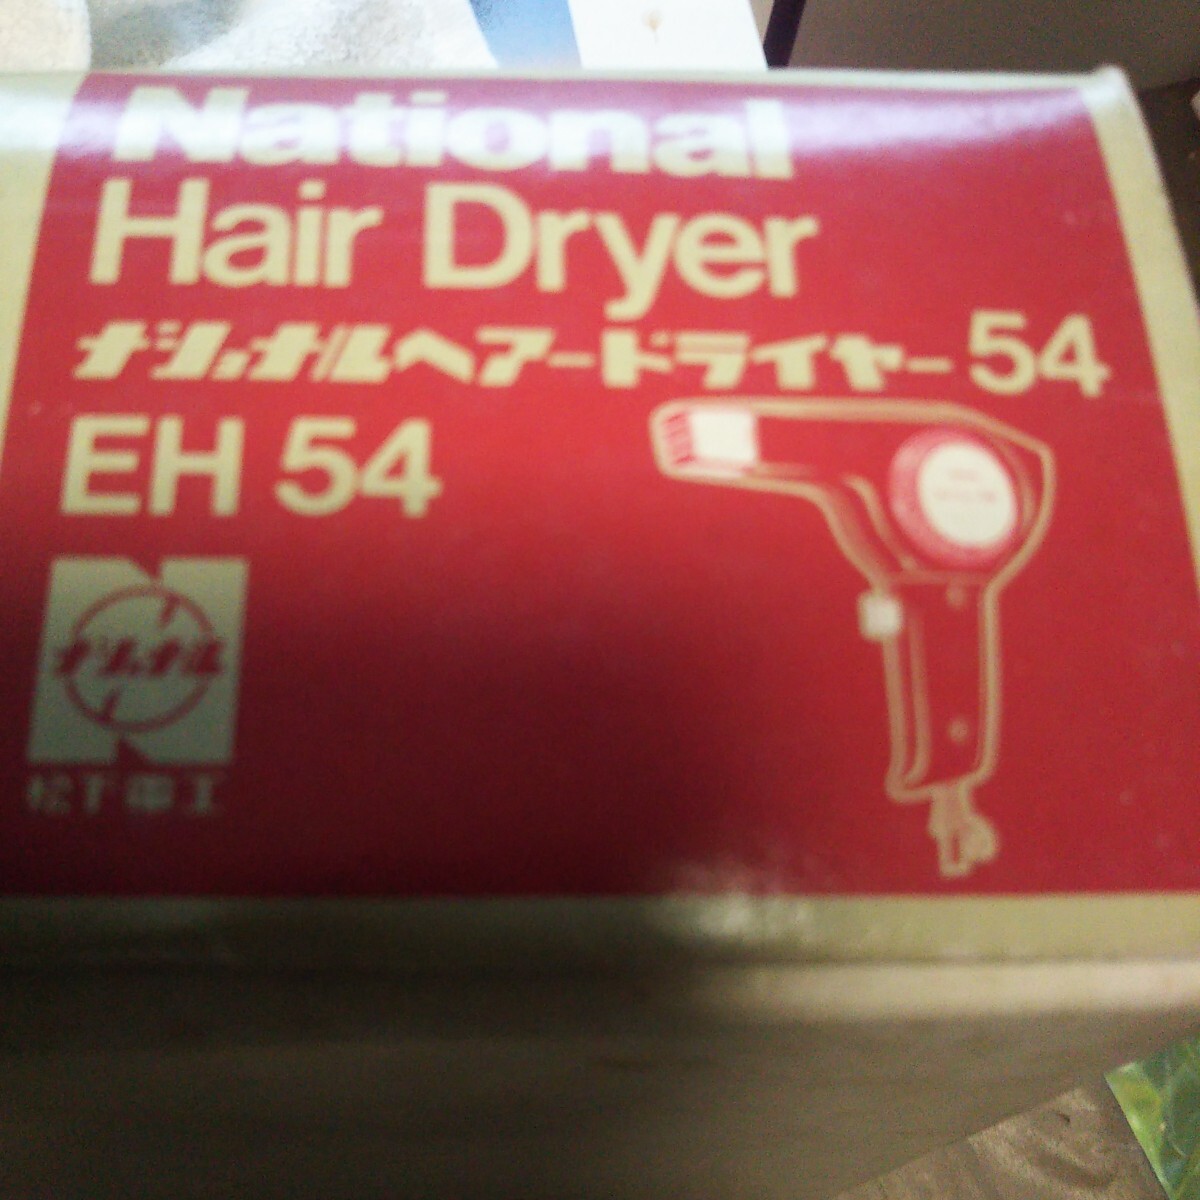 National
Hair Dryer
ナショナルヘアードライヤー54
EH 54
ナショナル
松下電工